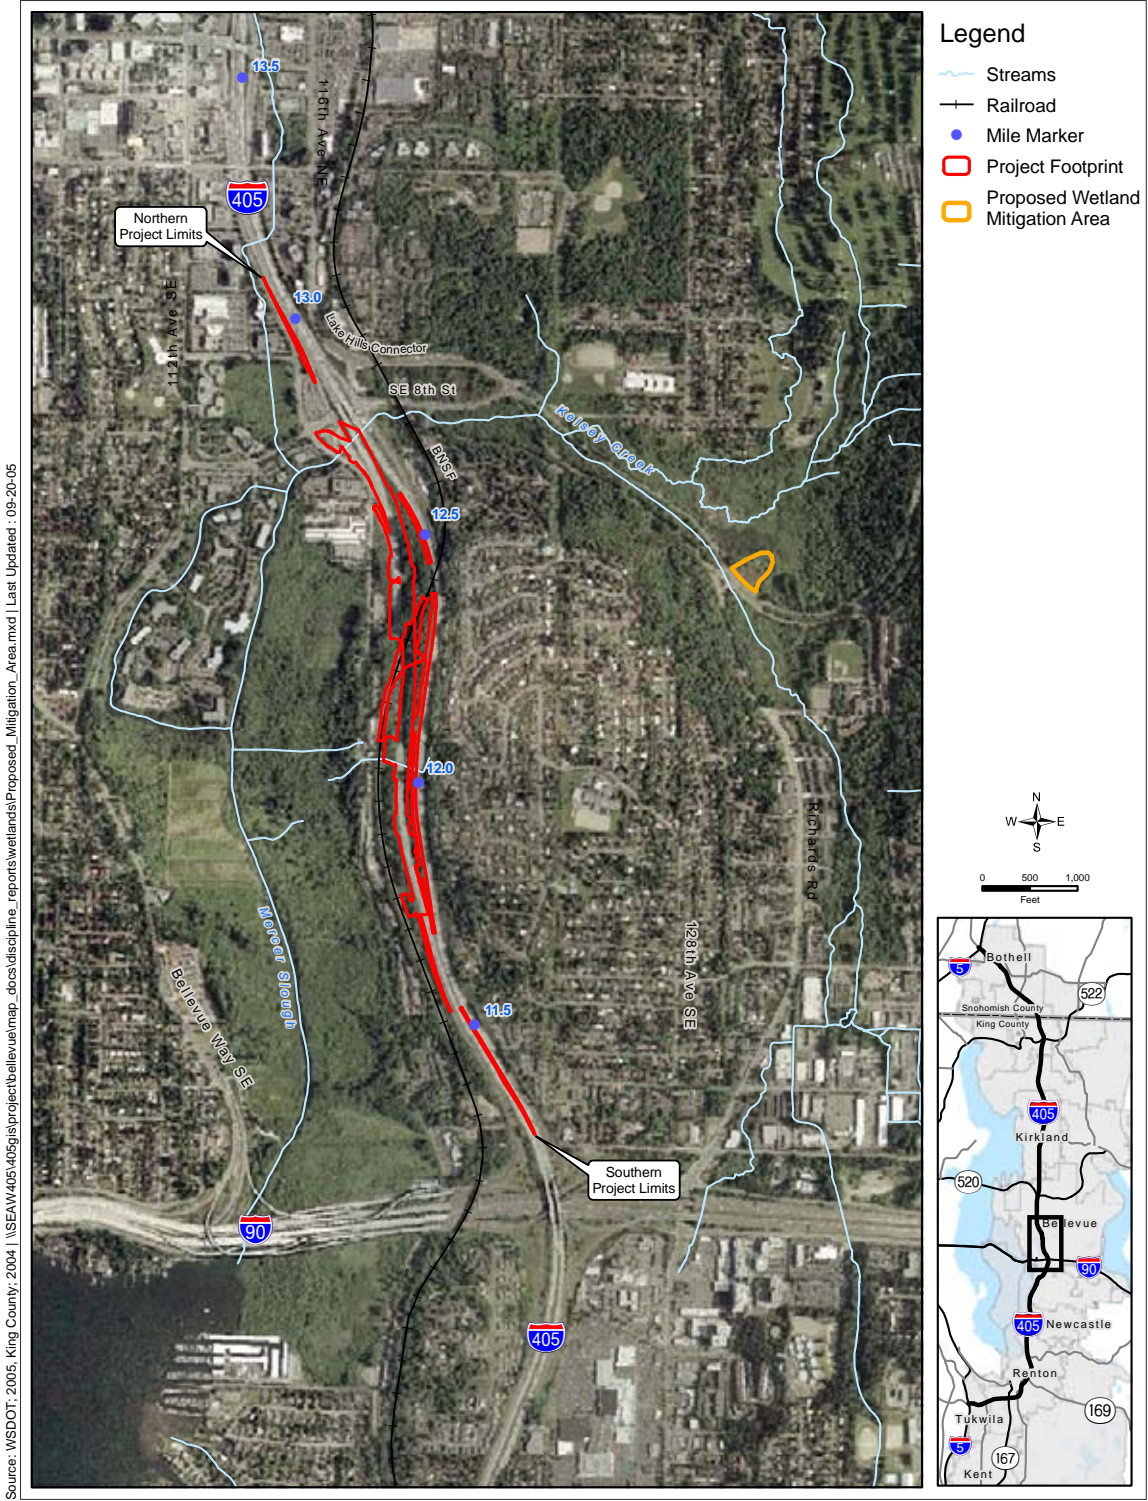 13.5
116th Ave NE
405
Northern
Project Limits
112th Ave SE
13.0
Lake Hills Connector
SE 8th St
Kelsey Creek
BNSF
12.5
12.0
Richards Rd
Mercer Slough
128th Ave SE
Bellevue Way SE
11.5
Southern
Project Limits
90
405
Legend
Streams
Railroad
Mile Marker
Project Footprint
Proposed Wetland
Mitigation Area
N
W E
S
0 500 1,000
Feet
Bothell
5
522
Snohomish County
King County
405
Kirkland
520
Bellevue
90
405
Newcastle
Renton
169
Tukwila
5
167
Kent
Source: WSDOT; 2005, King County; 2004 | \\SEAW405\405gis\project\bellevue\map_docs\discipline_reports\wetlands\Proposed_Mitigation_Area.mxd | Last Updated : 09-20-05